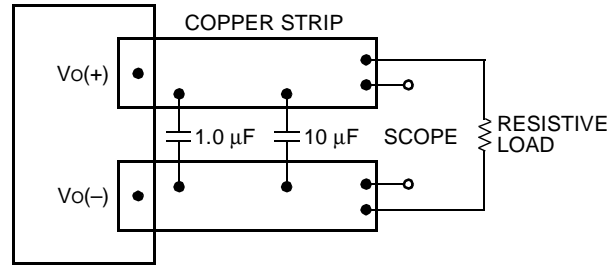 COPPER STRIP
VO(+)
1.0 µF
10 µF
SCOPE
RESISTIVE
LOAD
VO(–)